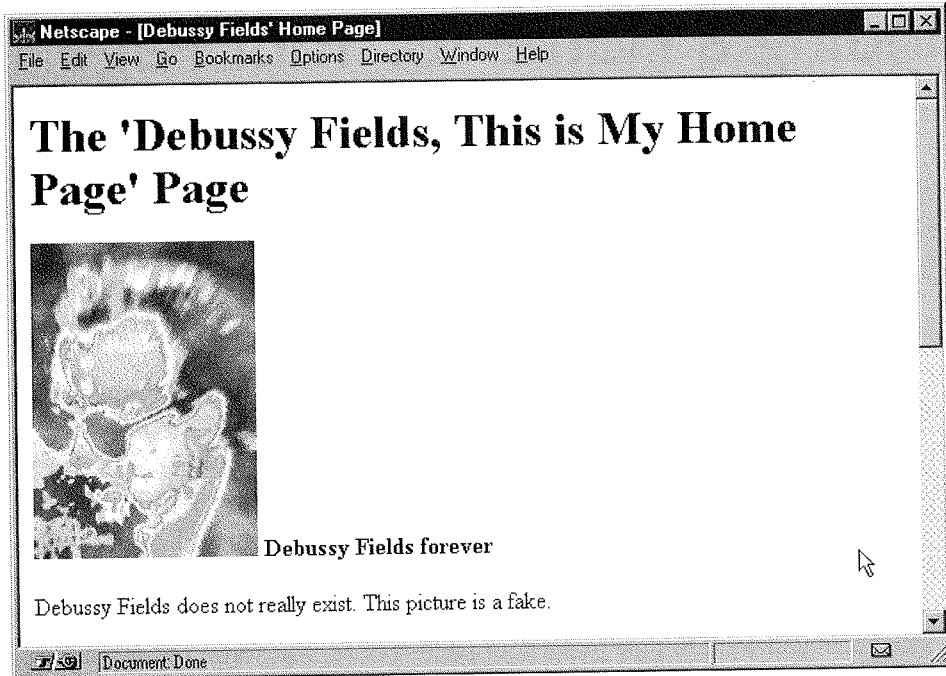 Netscape - [Debussy Fields' Home Page]
File Edit View Go Bookmarks Options Directory Window Help
The 'Debussy Fields, This is My Home
Page' Page
Debussy Fields forever
Debussy Fields does not really exist. This picture is a fake.
Document: Done